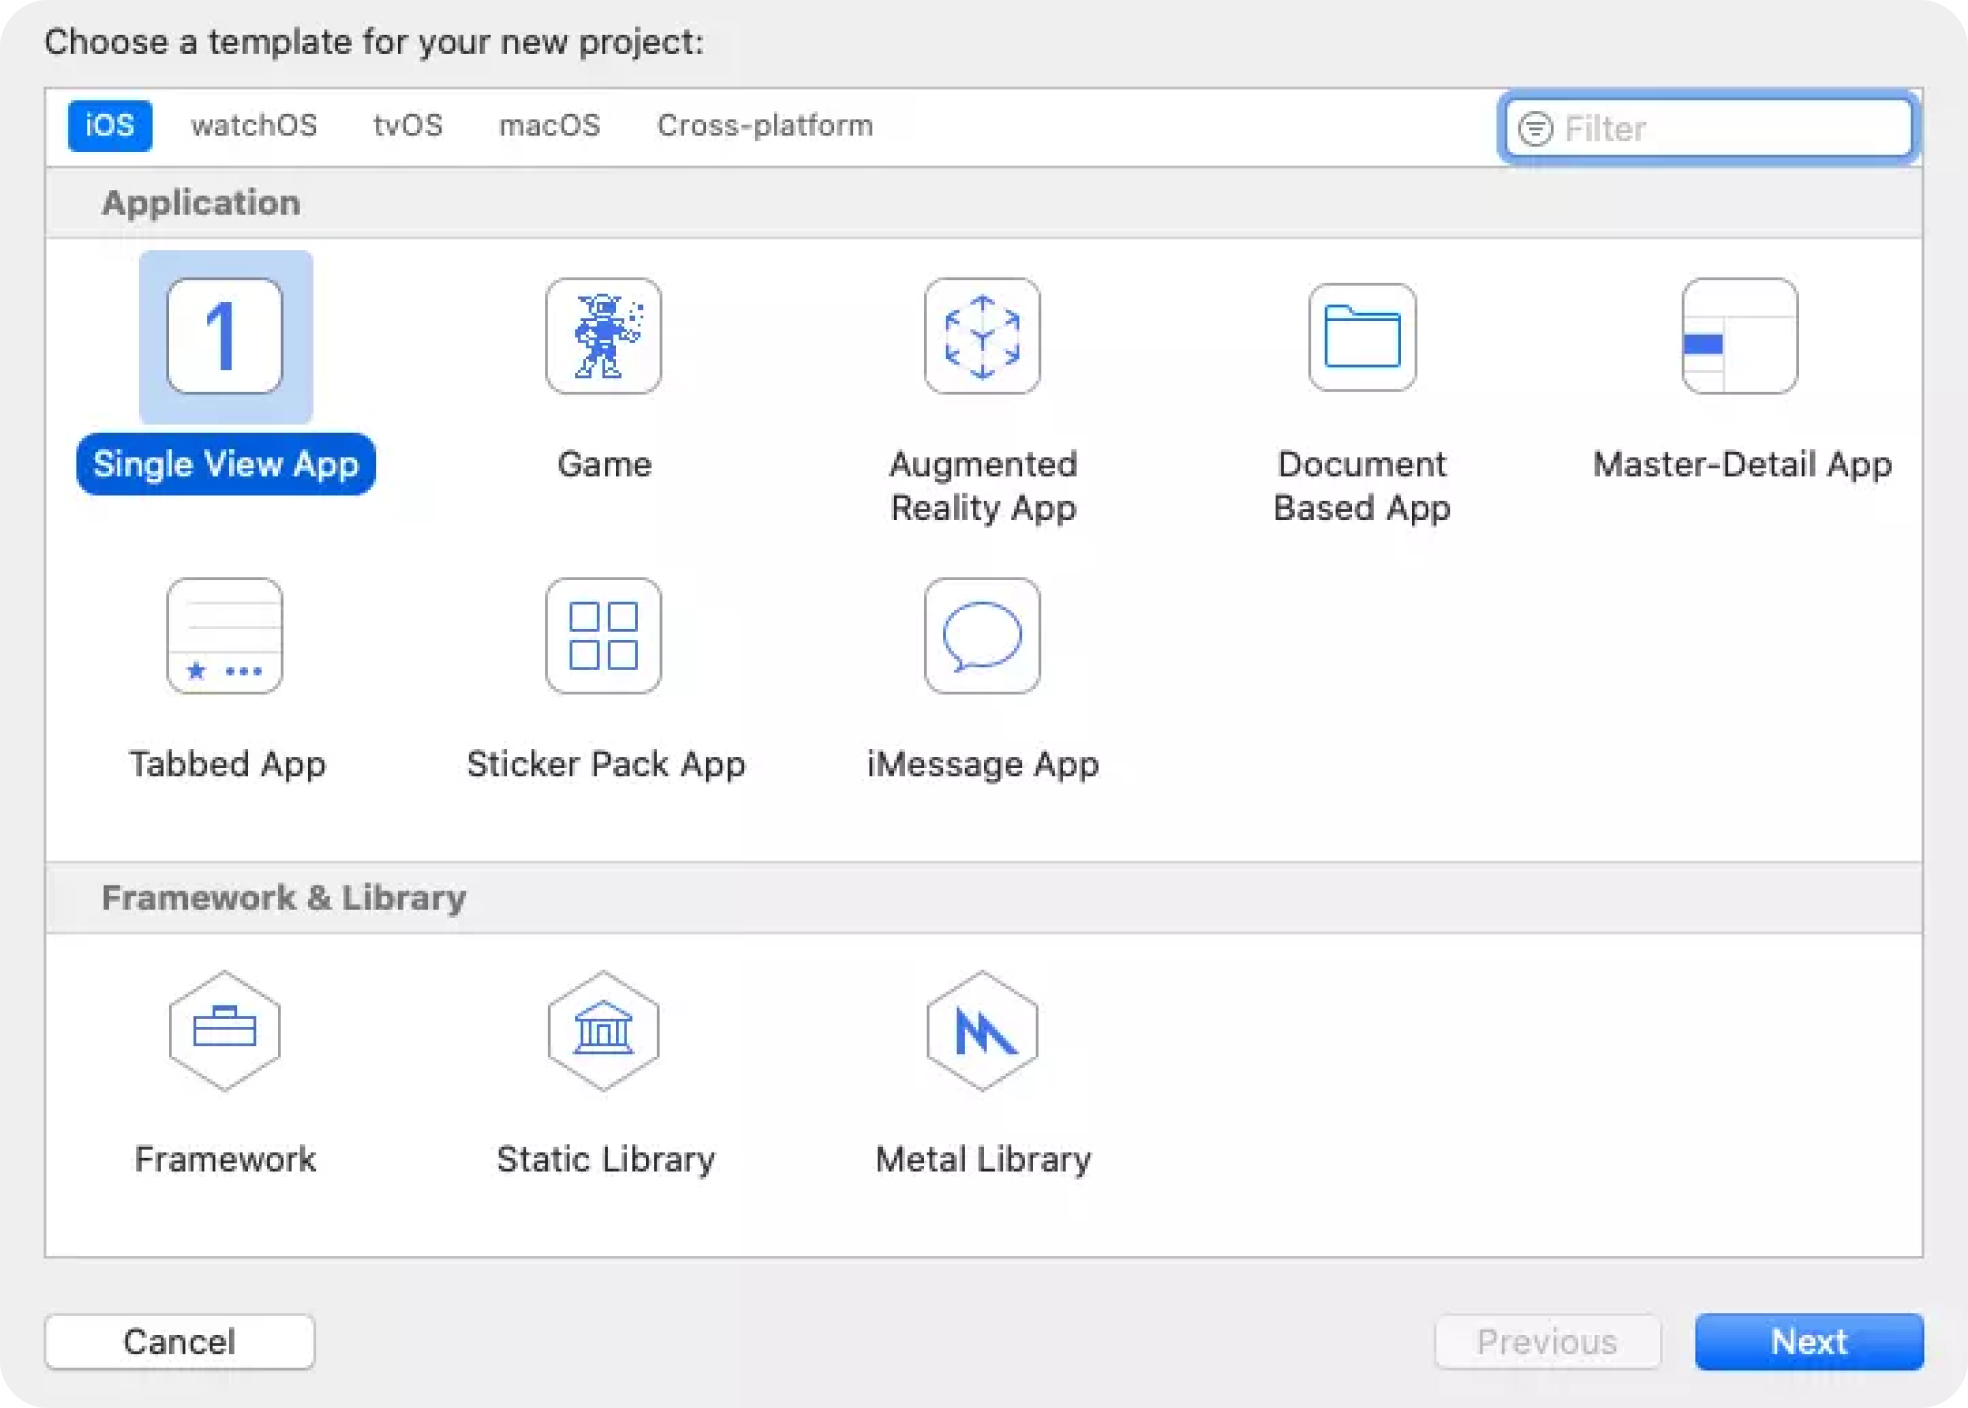 Choose a template for your new project:
iOS watchOS tvOS macOS Cross-platform Filter
Application
1
Single View App Game Augmented Reality App Document Based App Master-Detail App
Tabbed App Sticker Pack App iMessage App
Framework & Library
Framework Static Library Metal Library
Cancel Previous Next